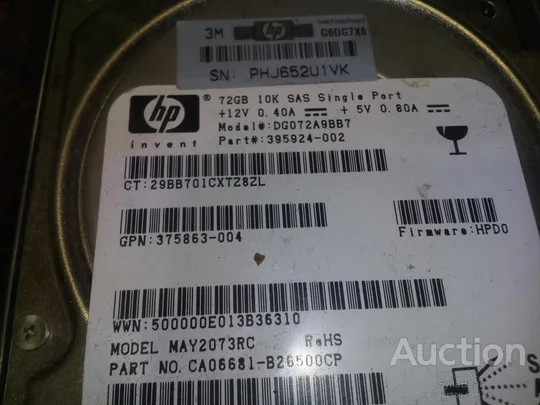 3M hp G6DG7X6
SN: PHJ652U1VK
hp ® 72GB 10K SAS Single Port
+12V 0.40A + 5V 0.80A
invent Model#:DG072A9BB7
Part#:395924-002
CT:29BB701CXTZ8ZL
GPN:375863-004
Firmware:HPD0
WWN:500000E013B36310
MODEL MAY2073RC RoHS
PART NO.CA06681-B26500CP
Auction